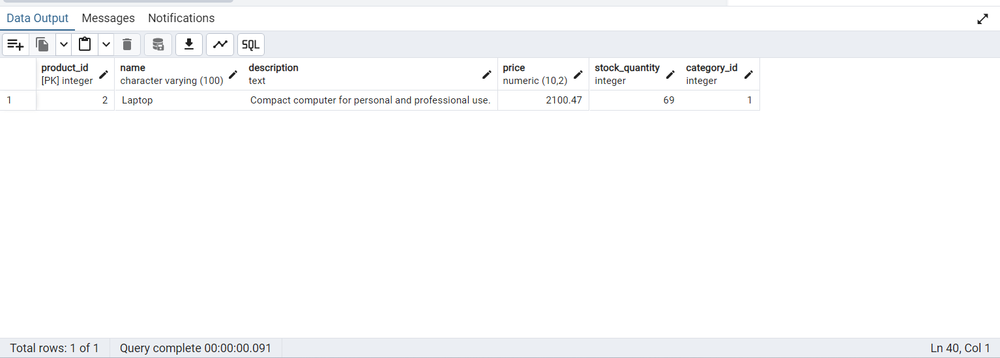 Data Output Messages Notifications
SQL
product_id name description price stock_quantity category_id
[PK] integer character varying (100) text numeric (10,2) integer integer
1 2 Laptop Compact computer for personal and professional use. 2100.47 69 1
Total rows: 1 of 1 Query complete 00:00:00.091 Ln 40, Col 1